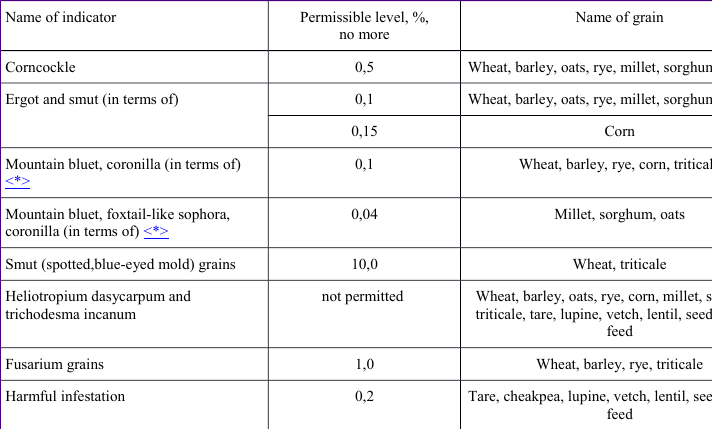 Name of indicator
Permissible level, %,
no more
Name of grain
Corncockle
0,5
Wheat, barley, oats, rye, millet, sorghum
Ergot and smut (in terms of)
0,1
Wheat, barley, oats, rye, millet, sorghum
0,15
Corn
Mountain bluet, coronilla (in terms of)
<*>
0,1
Wheat, barley, rye, corn, tritical
Mountain bluet, foxtail-like sophora,
coronilla (in terms of) <*>
0,04
Millet, sorghum, oats
Smut (spotted,blue-eyed mold) grains
10,0
Wheat, triticale
Heliotropium dasycarpum and
trichodesma incanum
not permitted
Wheat, barley, oats, rye, corn, millet, s
triticale, tare, lupine, vetch, lentil, seed
feed
Fusarium grains
1,0
Wheat, barley, rye, triticale
Harmful infestation
0,2
Tare, cheakpea, lupine, vetch, lentil, see
feed